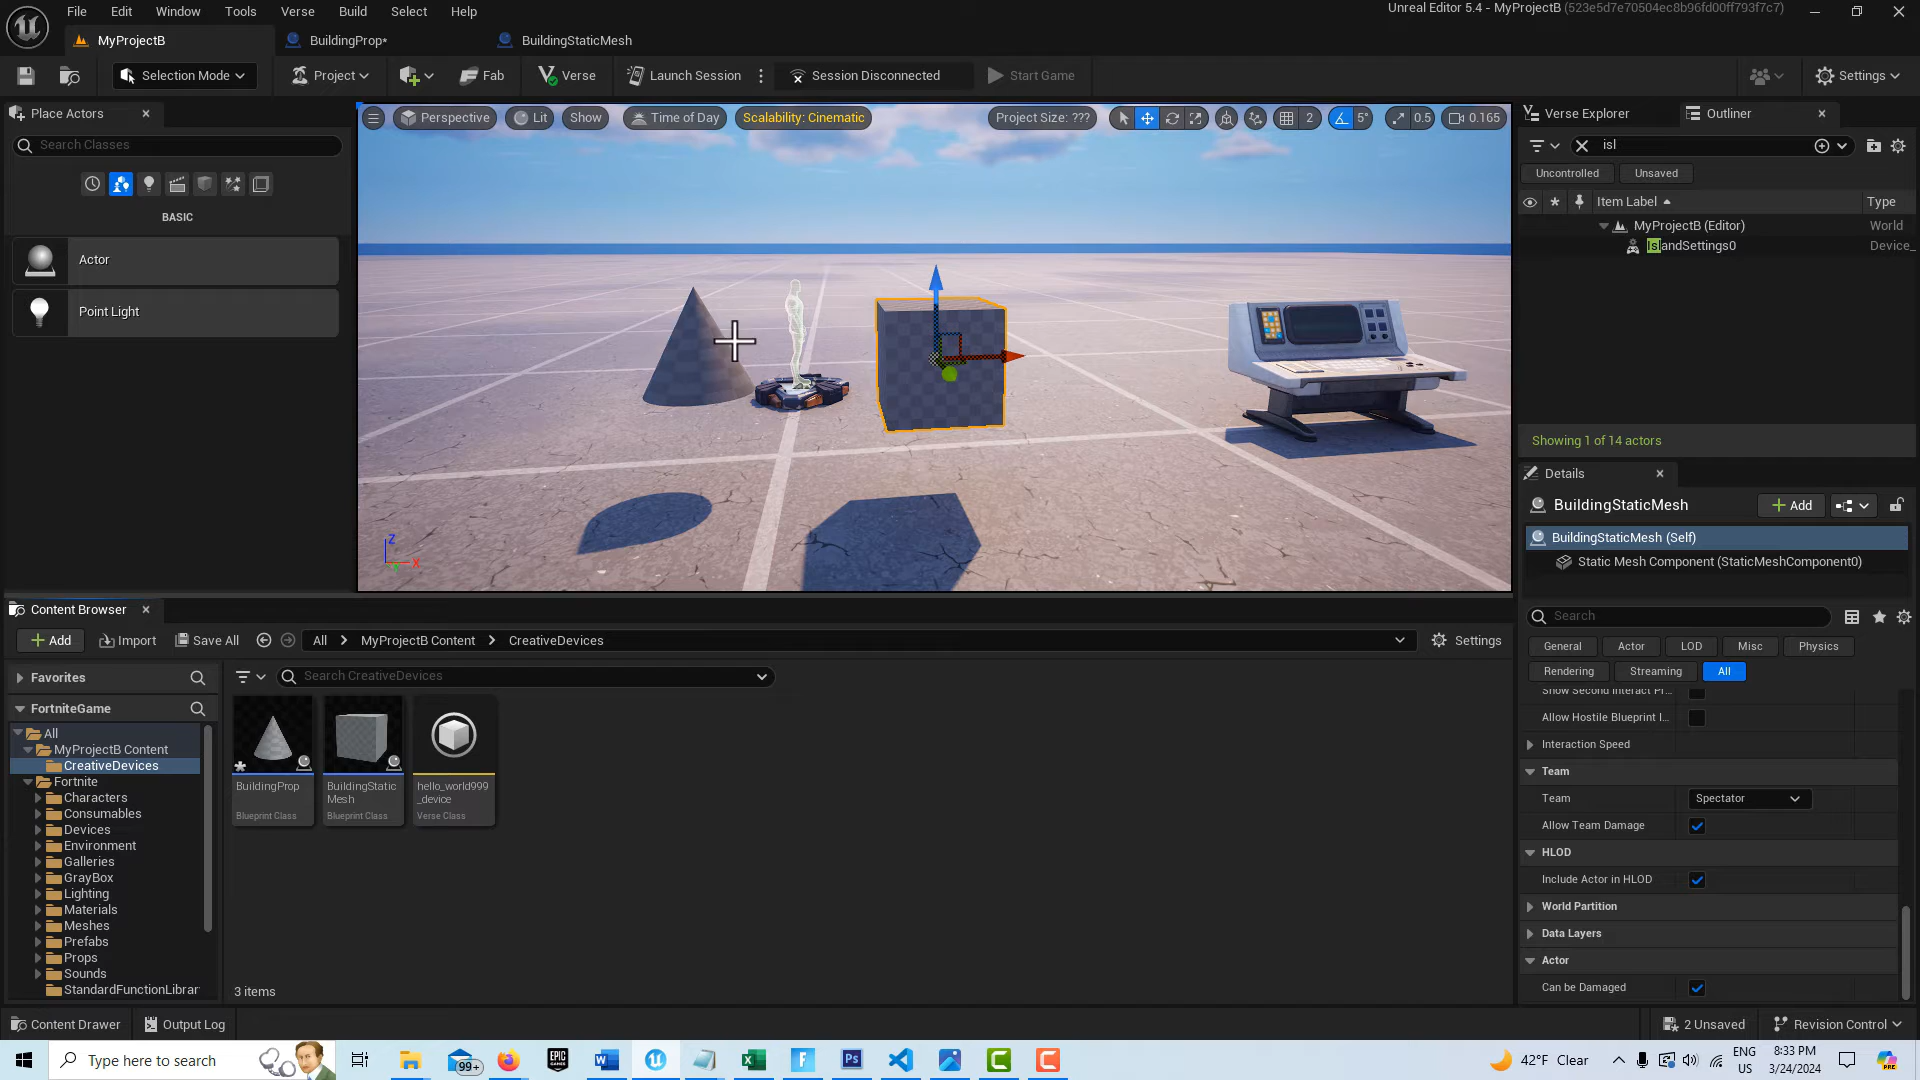 File Edit Window Tools Verse Build Select Help
Unreal Editor 5.4 - MyProjectB (523e5d7e70504ec8b96fd00ff793f7c7)
MyProjectB
BuildingProp*
BuildingStaticMesh
Selection Mode
Project
Fab
Verse
Launch Session
Session Disconnected
Start Game
Settings
Place Actors
Search Classes
BASIC
Actor
Point Light
Perspective
Lit
Show
Time of Day
Scalability: Cinematic
Project Size: ???
2
5°
0.5
0.165
Z
X
Verse Explorer
Outliner
isl
Uncontrolled
Unsaved
Item Label
Type
MyProjectB (Editor)
World
IslandSettings0
Device_
Showing 1 of 14 actors
Details
BuildingStaticMesh
Add
BuildingStaticMesh (Self)
Static Mesh Component (StaticMeshComponent0)
Search
General
Actor
LOD
Misc
Physics
Rendering
Streaming
All
Show Second Interact Pr...
Allow Hostile Blueprint I...
Interaction Speed
Team
Team
Spectator
Allow Team Damage
HLOD
Include Actor in HLOD
World Partition
Data Layers
Actor
Can be Damaged
Content Browser
Add
Import
Save All
All
MyProjectB Content
CreativeDevices
Settings
Favorites
Search CreativeDevices
FortniteGame
All
MyProjectB Content
CreativeDevices
Fortnite
Characters
Consumables
Devices
Environment
Galleries
GrayBox
Lighting
Materials
Meshes
Prefabs
Props
Sounds
StandardFunctionLibrar
BuildingProp
Blueprint Class
BuildingStatic
Mesh
Blueprint Class
hello_world999
_device
Verse Class
3 items
Content Drawer
Output Log
2 Unsaved
Revision Control
Type here to search
99+
42°F Clear
ENG
US
8:33 PM
3/24/2024